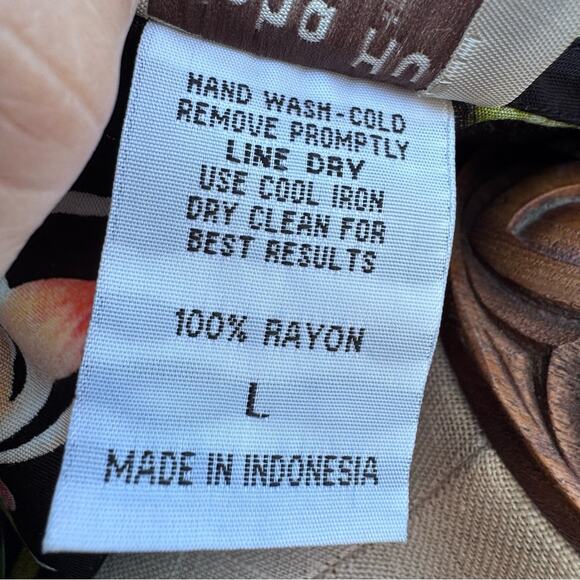 HAND WASH-COLD
REMOVE PROMPTLY
LINE DRY
USE COOL IRON
DRY CLEAN FOR
BEST RESULTS
100% RAYON
L
MADE IN INDONESIA